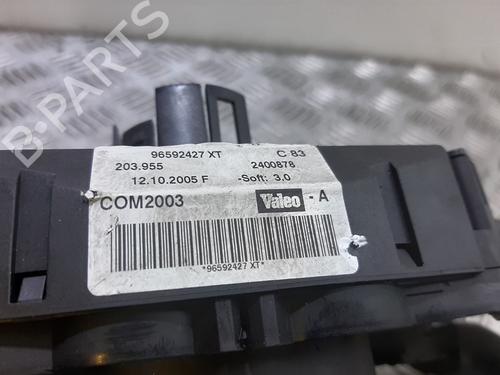 B-PARTS
96592427 XT C 83
203.955 2400878
12.10.2005 F -Soft: 3.0
COM2003 Valeo - A
*96592427 XT*